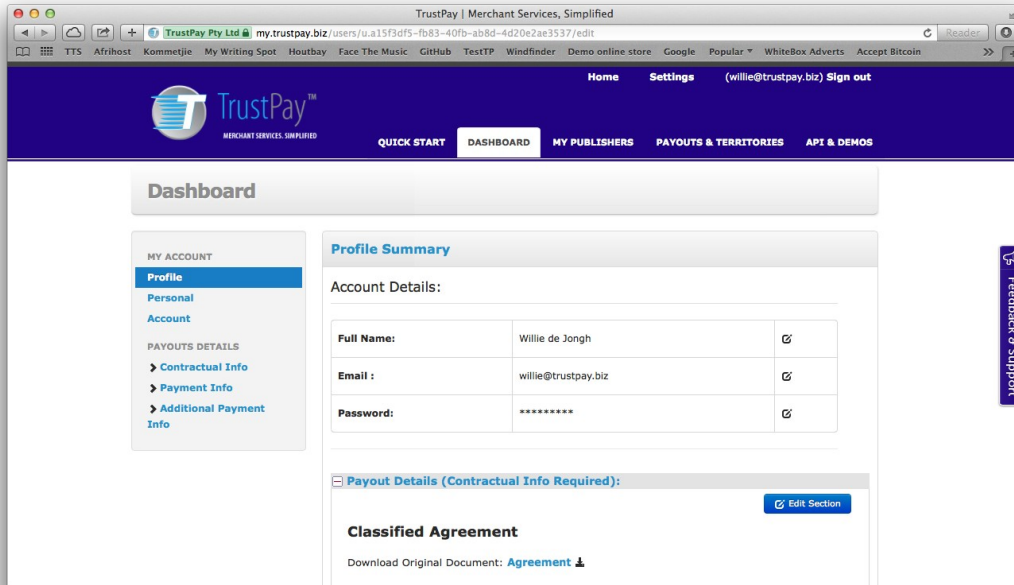 TrustPay | Merchant Services, Simplified
TrustPay Pty Ltd my.trustpay.biz/users/u.a15f3df5-fb83-40fb-ab8d-4d20e2ae3537/edit Reader
TTS Afrihost Kommetjie My Writing Spot Houtbay Face The Music GitHub TestTP Windfinder Demo online store Google Popular WhiteBox Adverts Accept Bitcoin >>
Home Settings (willie@trustpay.biz) Sign out
TrustPay™
MERCHANT SERVICES. SIMPLIFIED
QUICK START DASHBOARD MY PUBLISHERS PAYOUTS & TERRITORIES API & DEMOS
Dashboard
MY ACCOUNT
Profile
Personal
Account
PAYOUTS DETAILS
Contractual Info
Payment Info
Additional Payment
Info
Profile Summary
Account Details:
Full Name: Willie de Jongh
Email : willie@trustpay.biz
Password: *********
Payout Details (Contractual Info Required):
Edit Section
Classified Agreement
Download Original Document: Agreement
Feedback & Support